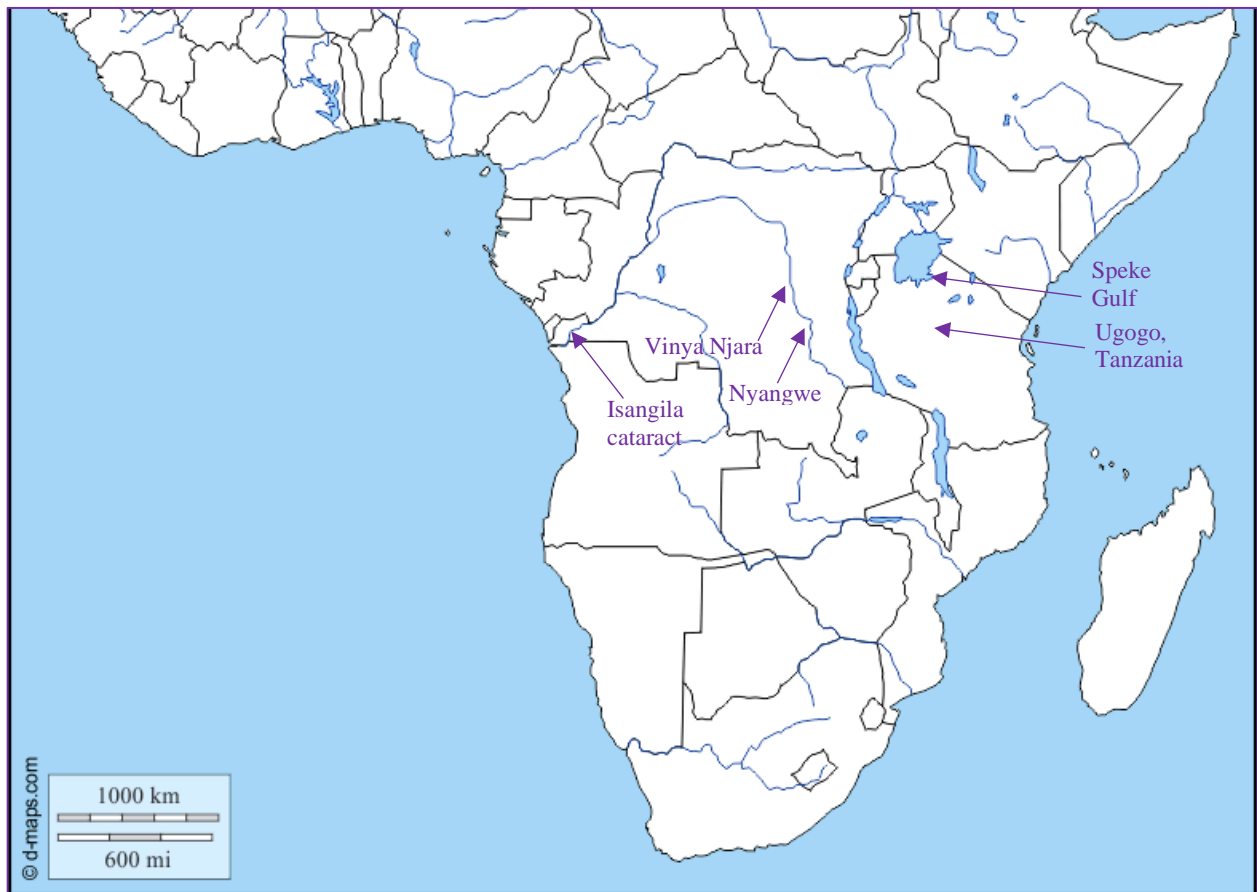 Speke
Gulf
Ugogo,
Tanzania
Vinya Njara
Nyangwe
Isangila
cataract
© d-maps.com
1000 km
600 mi